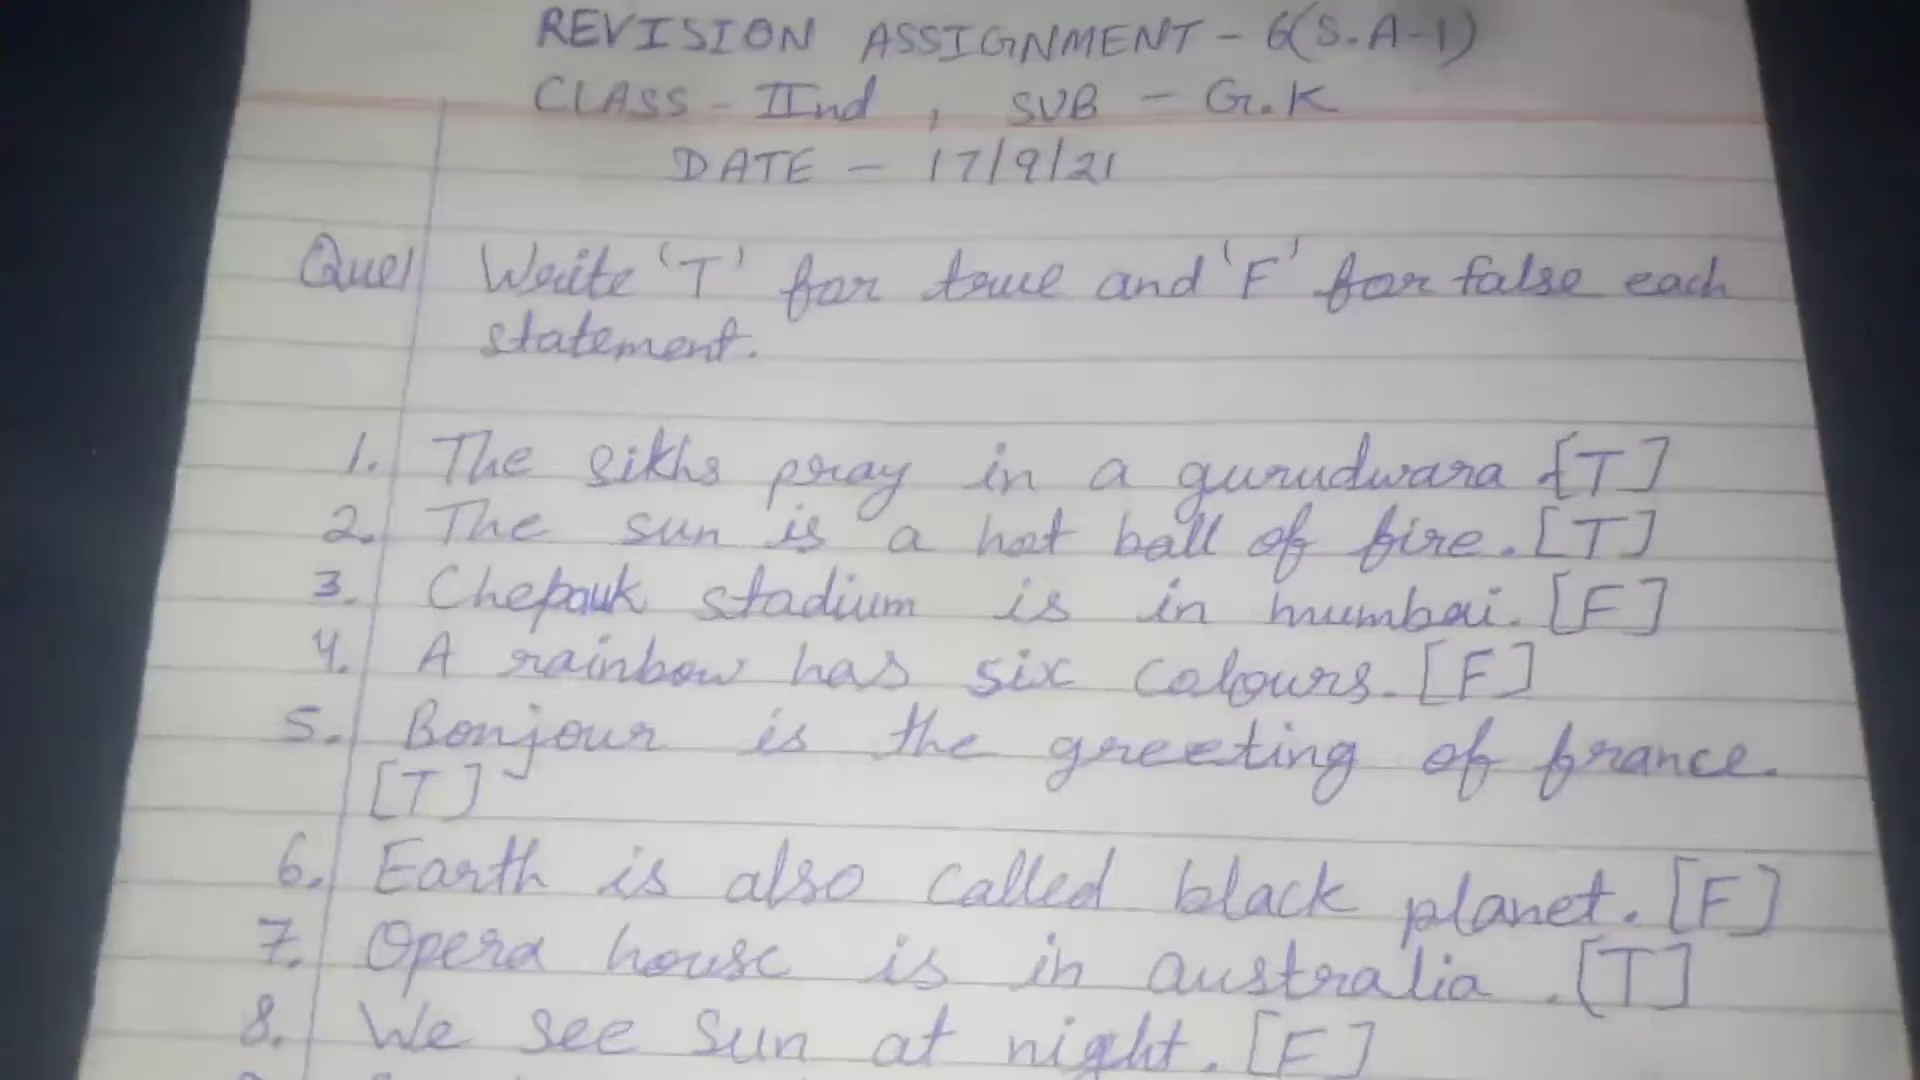 REVISION ASSIGNMENT - 6(S.A-1)
CLASS - IInd , SUB - G.K
DATE - 17/9/21
Que1 Write 'T' for true and 'F' for false each
statement.
1. The sikhs pray in a gurudwara [T]
2. The sun is a hot ball of fire. [T]
3. Chepauk stadium is in mumbai. [F]
4. A rainbow has six colours. [F]
5. Bonjour is the greeting of france.
[T]
6. Earth is also called black planet. [F]
7. Opera house is in australia. [T]
8. We see sun at night. [F]